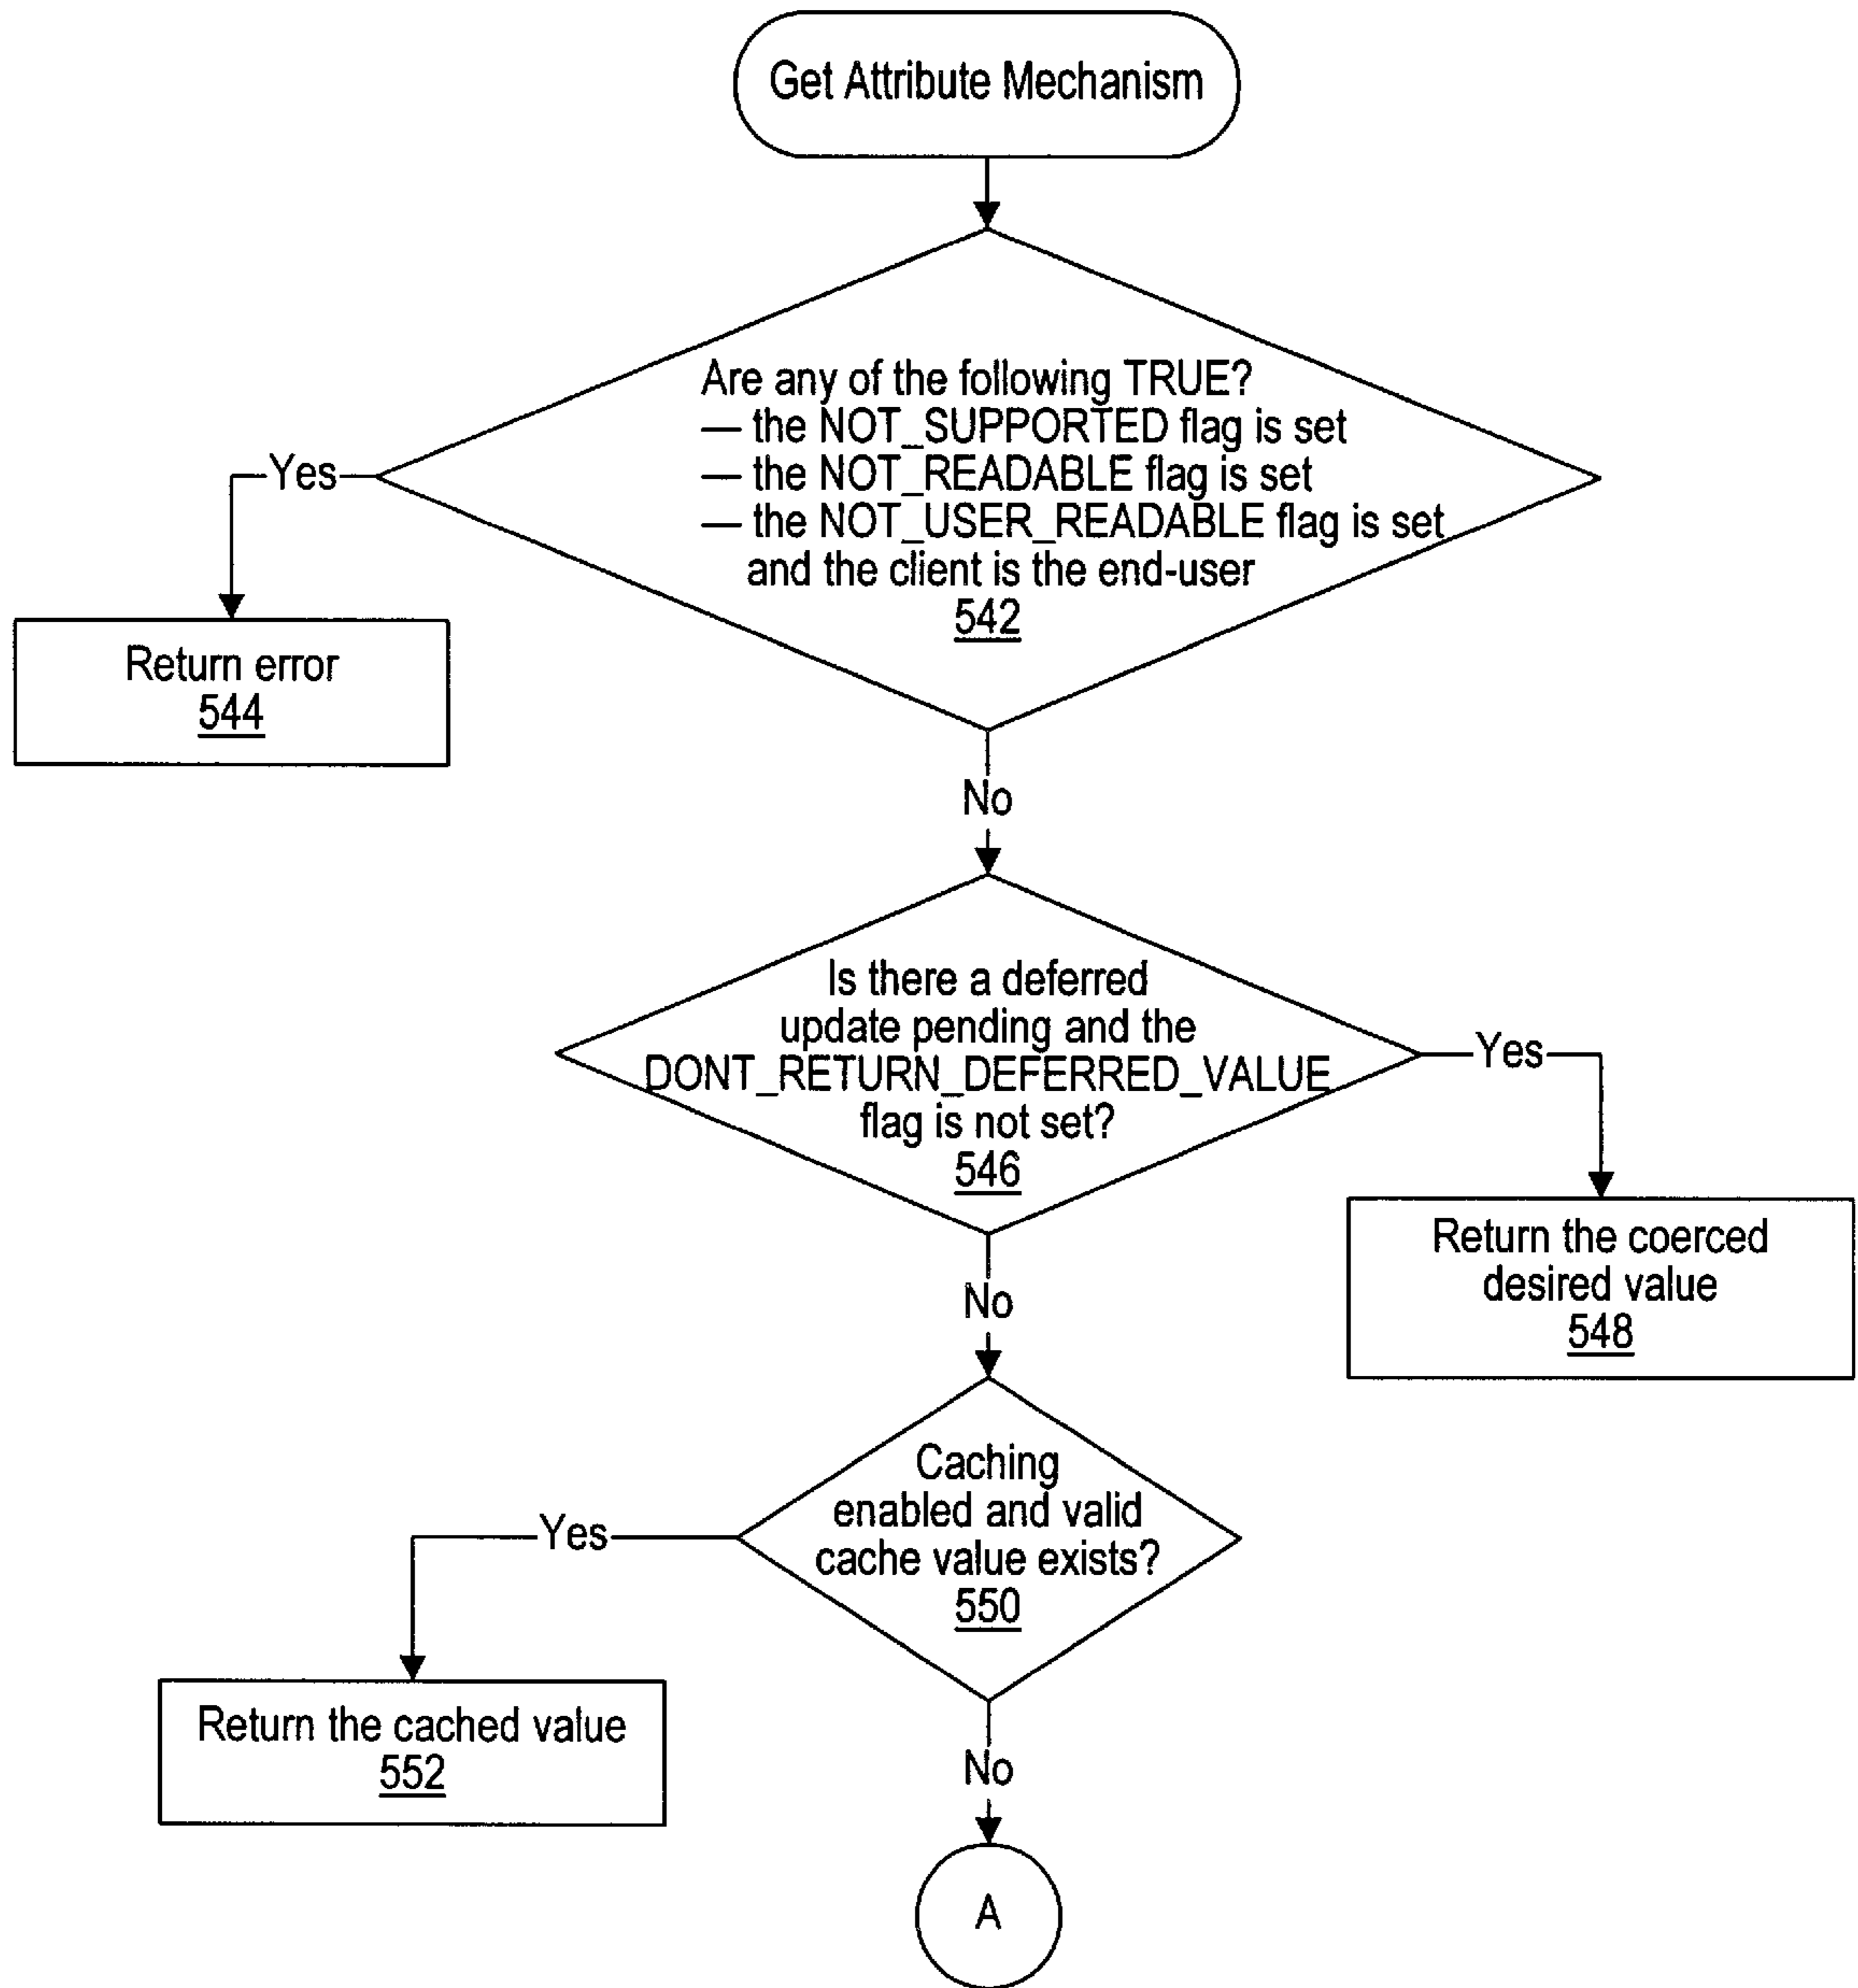 Get Attribute Mechanism
Are any of the following TRUE?
— the NOT_SUPPORTED flag is set
— the NOT_READABLE flag is set
— the NOT_USER_READABLE flag is set
and the client is the end-user
542
Yes
Return error
544
No
Is there a deferred
update pending and the
DONT_RETURN_DEFERRED_VALUE
flag is not set?
546
Yes
Return the coerced
desired value
548
No
Caching
enabled and valid
cache value exists?
550
Yes
Return the cached value
552
No
A